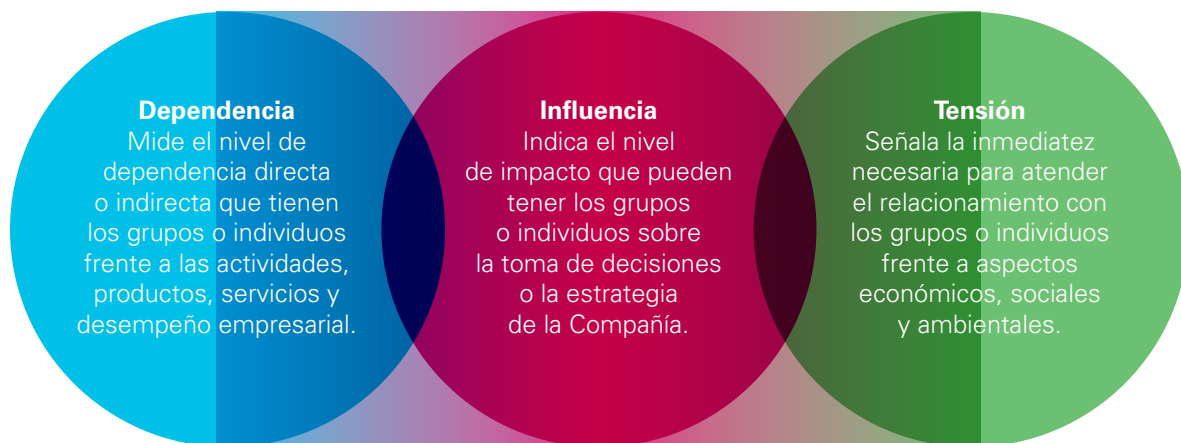 Dependencia
Mide el nivel de
dependencia directa
o indirecta que tienen
los grupos o individuos
frente a las actividades,
productos, servicios y
desempeño empresarial.
Influencia
Indica el nivel
de impacto que pueden
tener los grupos
o individuos sobre
la toma de decisiones
o la estrategia
de la Compañía.
Tensión
Señala la inmediatez
necesaria para atender
el relacionamiento con
los grupos o individuos
frente a aspectos
económicos, sociales
y ambientales.